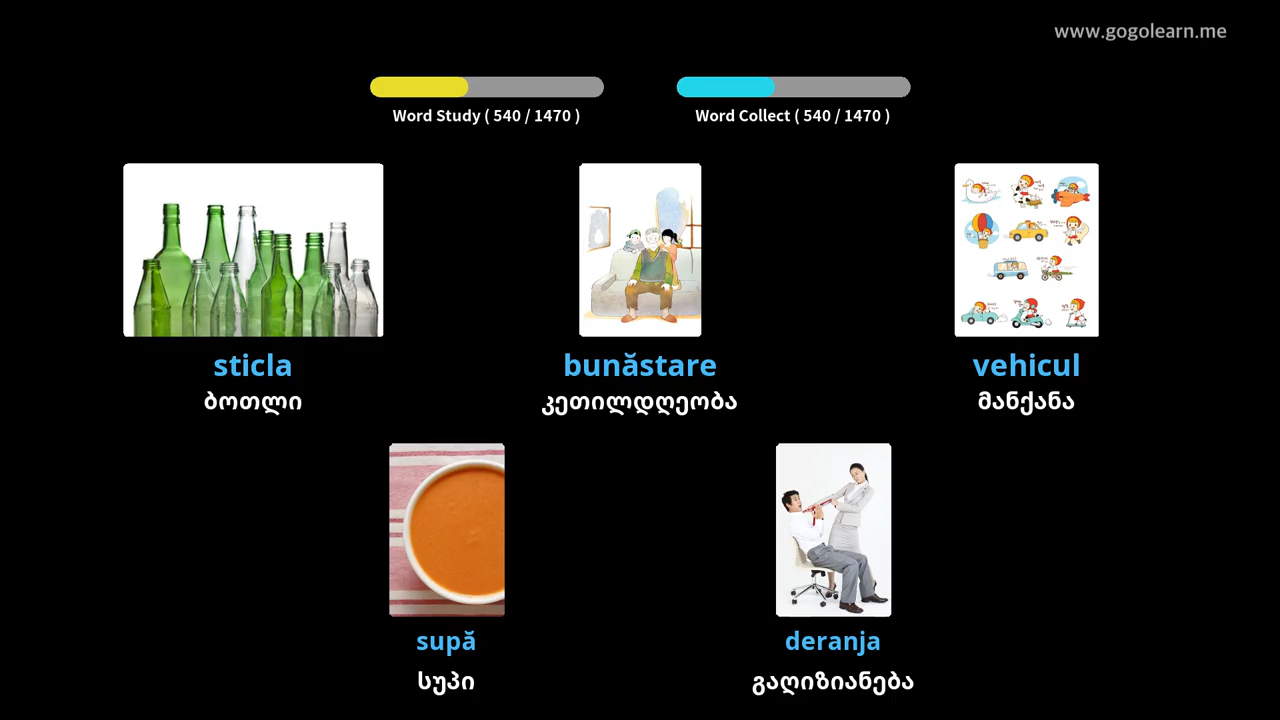 www.gogolearn.me
Word Study ( 540 / 1470 )
Word Collect ( 540 / 1470 )
sticla
bunăstare
vehicul
ბოთლი
კეთილდღეობა
მანქანა
supă
deranja
სუპი
გაღიზიანება